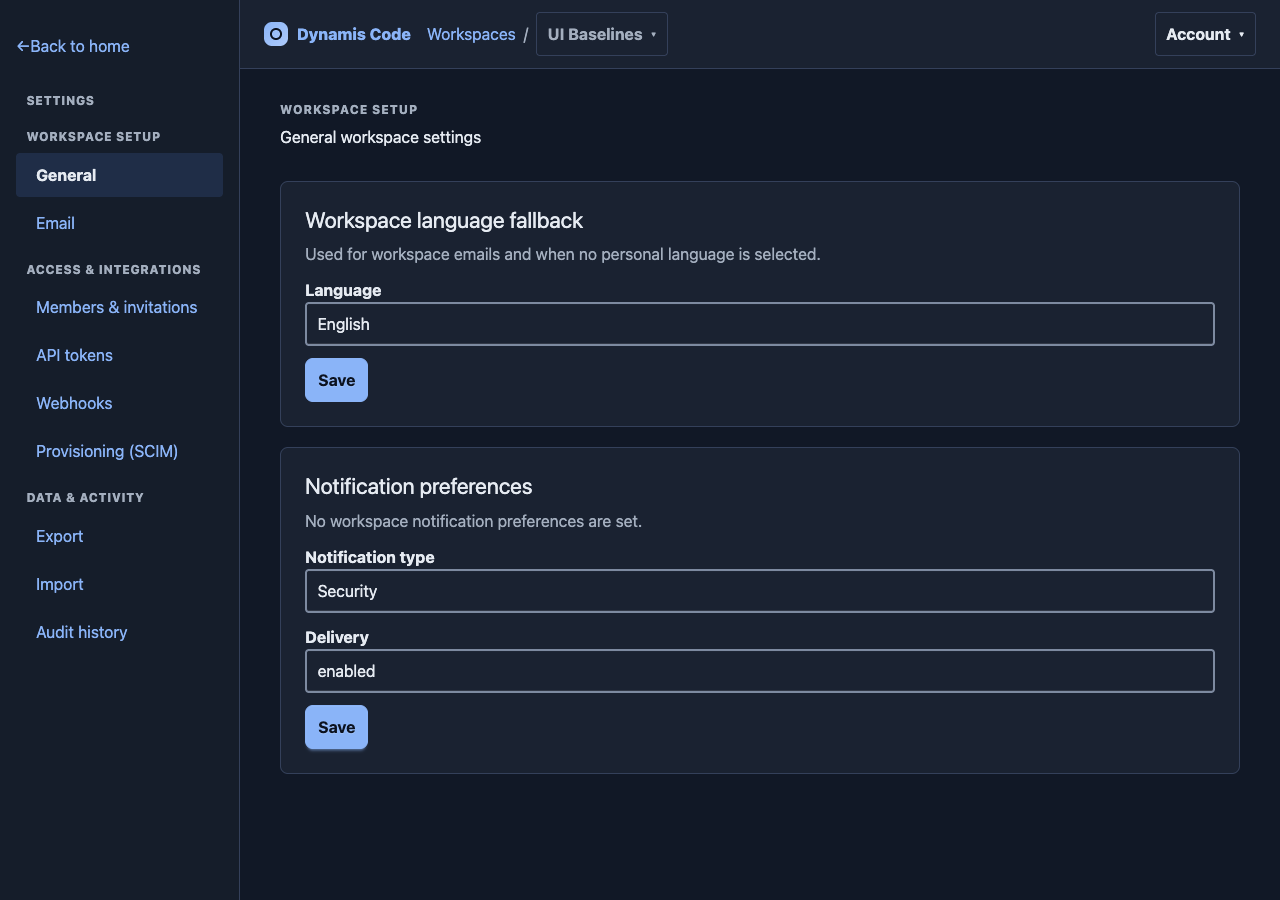 ←Back to home
SETTINGS
WORKSPACE SETUP
General
Email
ACCESS & INTEGRATIONS
Members & invitations
API tokens
Webhooks
Provisioning (SCIM)
DATA & ACTIVITY
Export
Import
Audit history
Dynamis Code Workspaces / UI Baselines ▾
Account ▾
WORKSPACE SETUP
General workspace settings
Workspace language fallback
Used for workspace emails and when no personal language is selected.
Language
English
Save
Notification preferences
No workspace notification preferences are set.
Notification type
Security
Delivery
enabled
Save